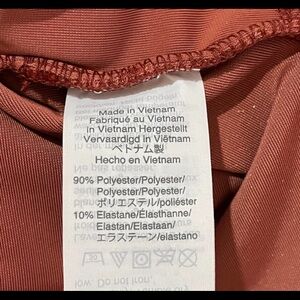 Made in Vietnam
Fabriqué au Vietnam
in Vietnam Hergestellt
Vervaardigd in Viëtnam
ベトナム製
Hecho en Vietnam
90% Polyester/Polyester/
Polyester/Polyester/
ポリエステル/poliéster
10% Elastane/Élasthanne/
Elastan/Elastaan/
エラステーン/elastano